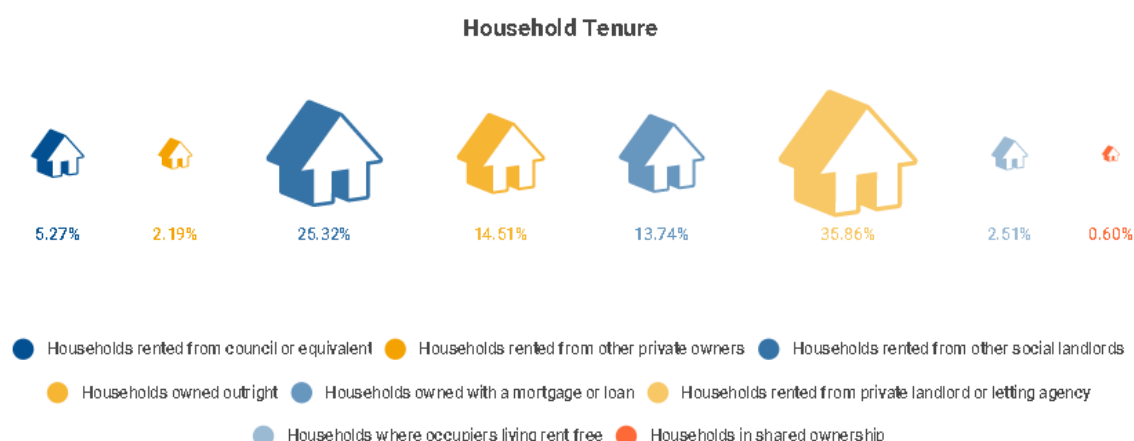 Household Tenure
5.27% 2.19% 25.32% 14.51% 13.74% 35.86% 2.51% 0.60%
Households rented from council or equivalent Households rented from other private owners Households rented from other social landlords
Households owned outright Households owned with a mortgage or loan Households rented from private landlord or letting agency
Households where occupiers living rent free Households in shared ownership